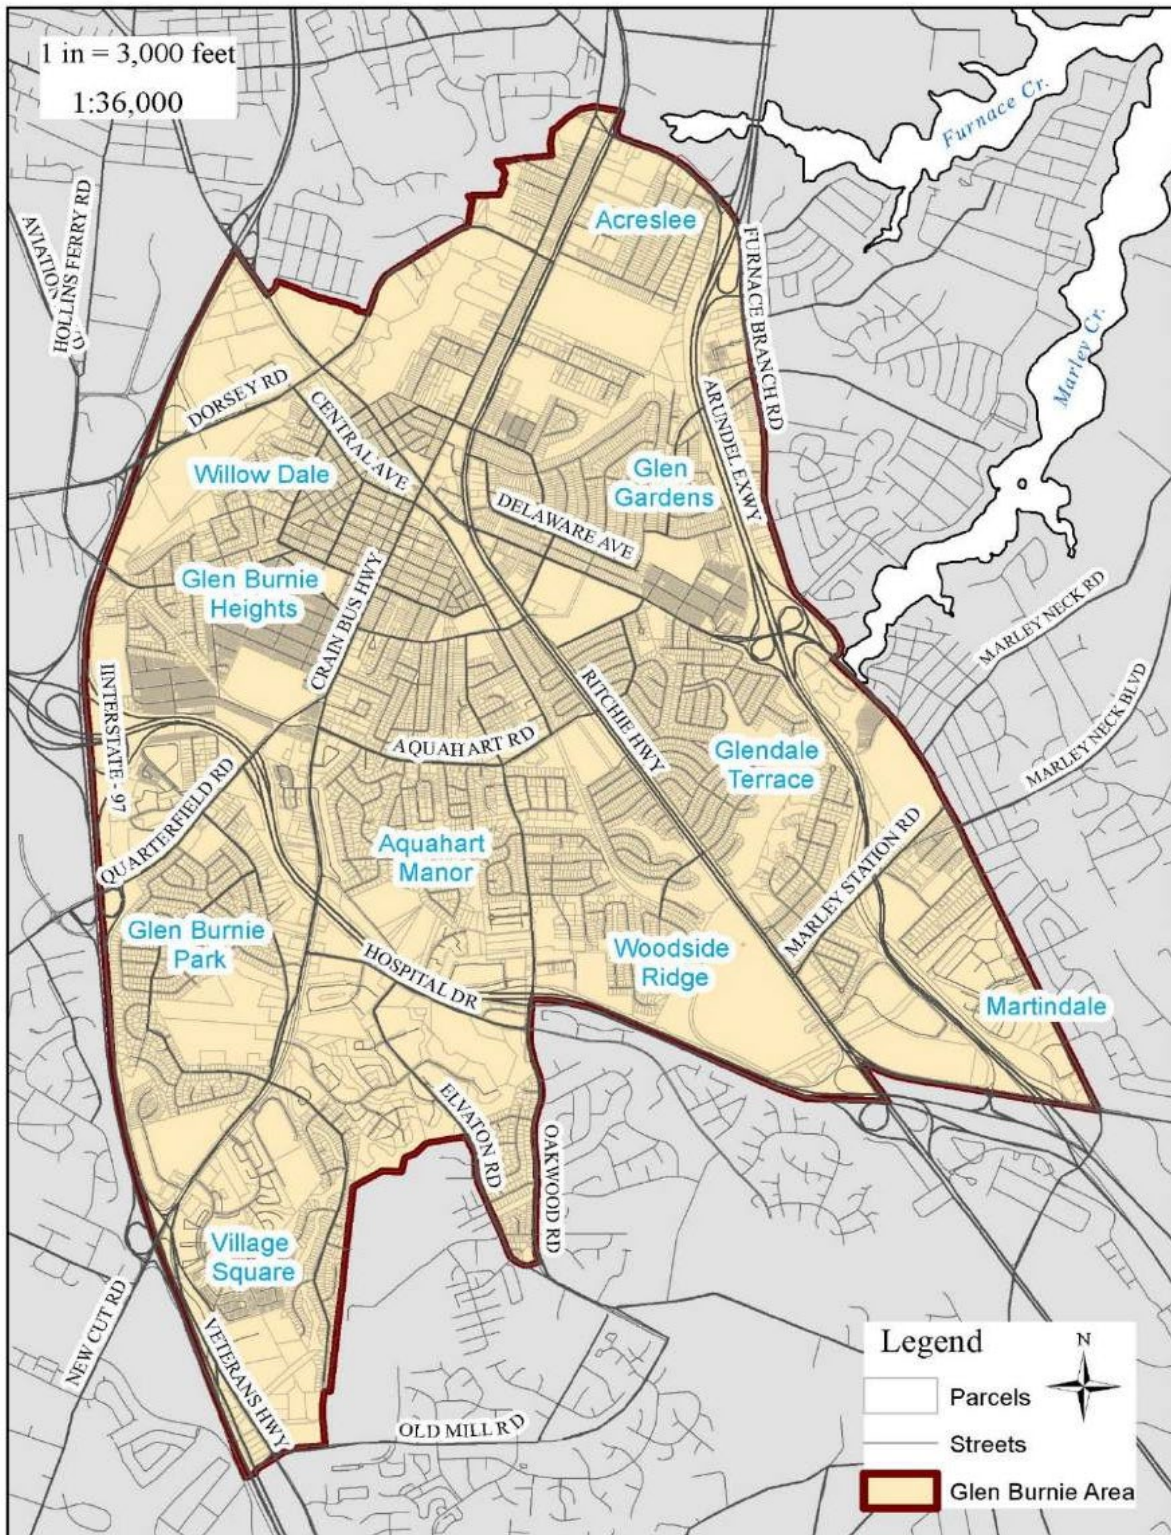 1 in = 3,000 feet
1:36,000
Furnace Cr.
Acreslee
HOLLINS FERRY RD
AVIATION
FURNACE BRANCH RD
Marley Cr.
DORSEY RD
CENTRAL AVE
ARUNDEL EXWY
Willow Dale
Glen
Gardens
DELAWARE AVE
Glen Burnie
Heights
CRAIN BUS HWY
MARLEY NECK RD
RITCHIE HWY
MARLEY NECK BLVD
IINTERSTATE - 97
AQUAHART RD
Glendale
Terrace
QUARTERFIELD RD
Aquahart
Manor
MARLEY STATION RD
Glen Burnie
Park
HOSPITAL DR
Woodside
Ridge
Martindale
ELVATON RD
OAKWOOD RD
Village
Square
NEW CUT RD
VETERANS HWY
OLD MILL RD
Legend
N
Parcels
Streets
Glen Burnie Area